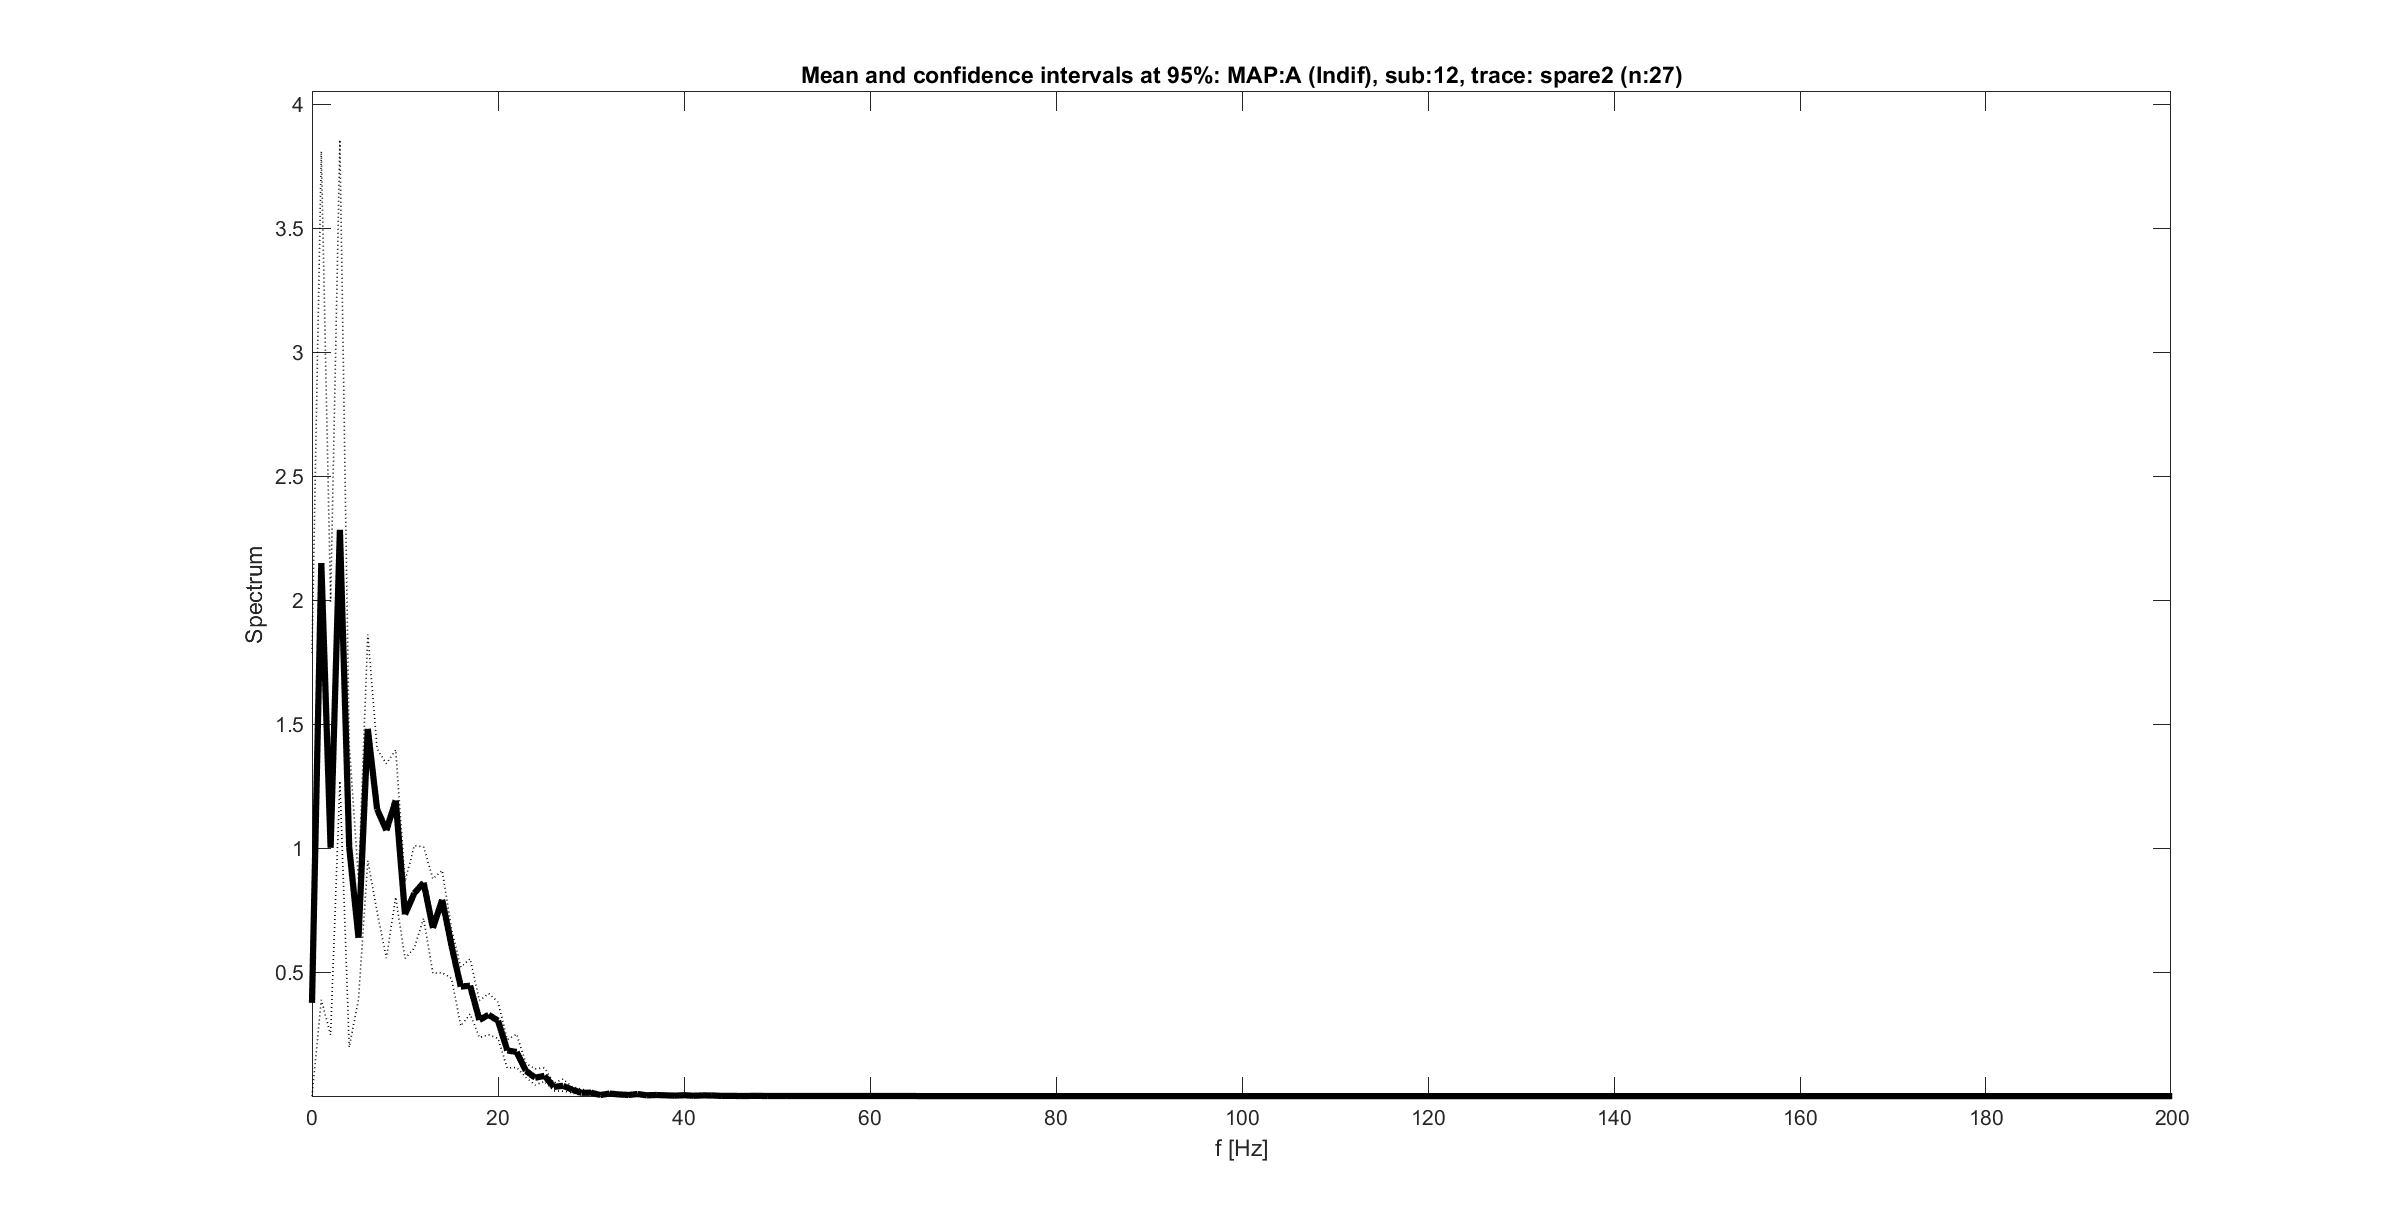 Mean and confidence intervals at 95%: MAP:A (Indif), sub:12, trace: spare2 (n:27)
4
3.5
3
2.5
2
1.5
1
0.5
Spectrum
0 20 40 60 80 100 120 140 160 180 200
f [Hz]